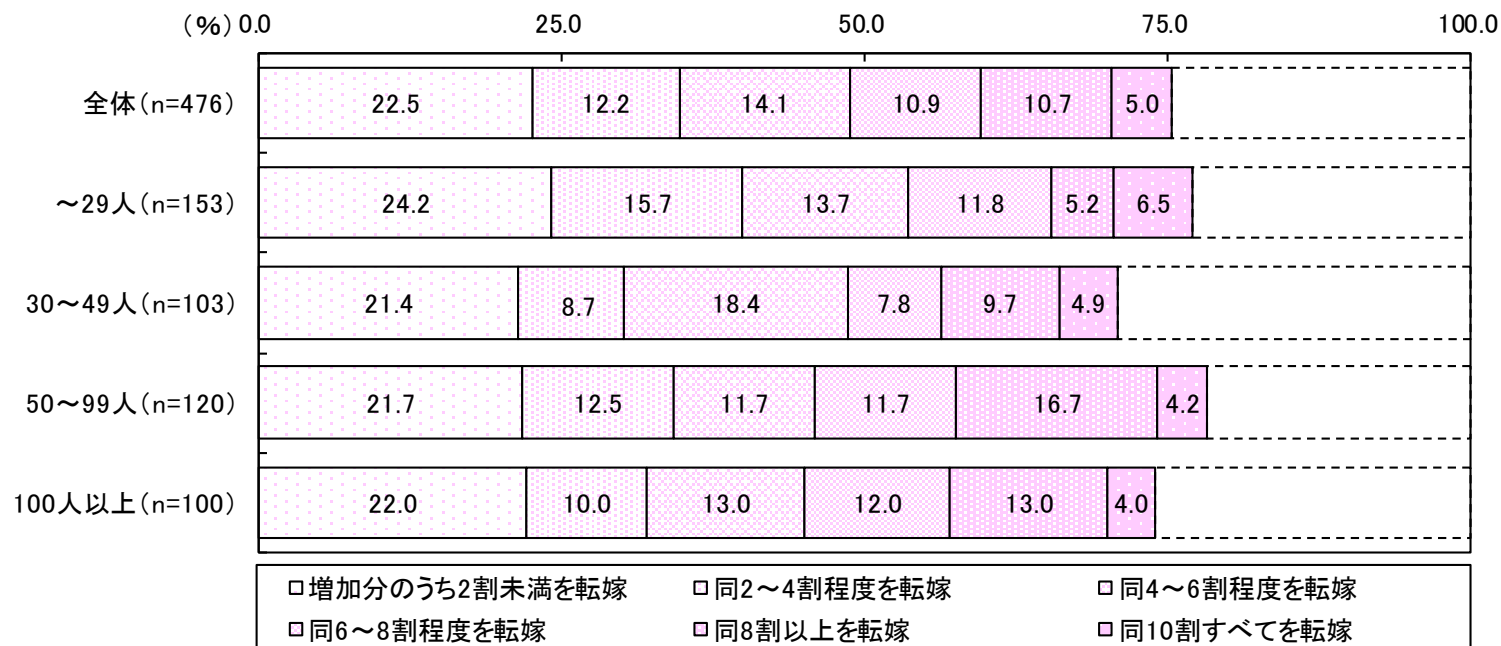 (%) 0.0 25.0 50.0 75.0 100.0
全体(n=476) 22.5 12.2 14.1 10.9 10.7 5.0
～29人(n=153) 24.2 15.7 13.7 11.8 5.2 6.5
30～49人(n=103) 21.4 8.7 18.4 7.8 9.7 4.9
50～99人(n=120) 21.7 12.5 11.7 11.7 16.7 4.2
100人以上(n=100) 22.0 10.0 13.0 12.0 13.0 4.0
増加分のうち2割未満を転嫁 同2～4割程度を転嫁 同4～6割程度を転嫁
同6～8割程度を転嫁 同8割以上を転嫁 同10割すべてを転嫁